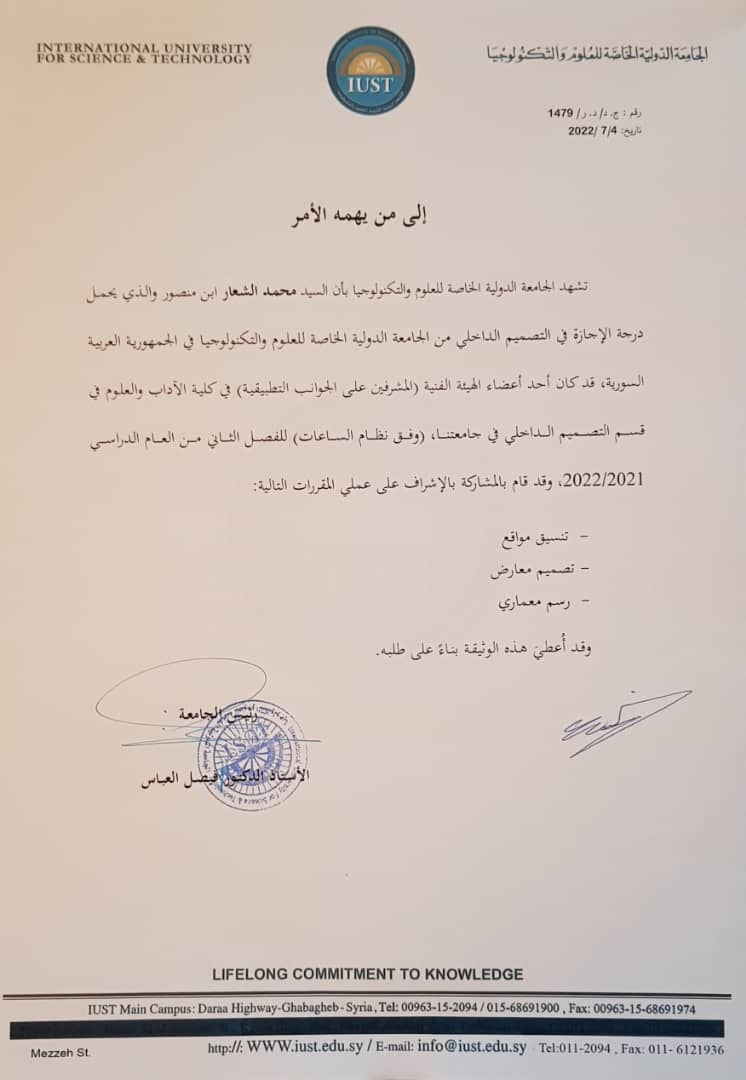 INTERNATIONAL UNIVERSITY
FOR SCIENCE & TECHNOLOGY
IUST
الجامعة الدولية الخاصة للعلوم والتكنولوجيا
رقم : ج. د/ د. ر/ 1479
تاريخ: 7/4 /2022
إلى من يهمه الأمر
تشهد الجامعة الدولية الخاصة للعلوم والتكنولوجيا بأن السيد محمد الشعار ابن منصور والذي يحمل
درجة الإجازة في التصميم الداخلي من الجامعة الدولية الخاصة للعلوم والتكنولوجيا في الجمهورية العربية
السورية، قد كان أحد أعضاء الهيئة الفنية (المشرفين على الجوانب التطبيقية) في كلية الآداب والعلوم في
قسم التصميم الداخلي في جامعتنا، (وفق نظام الساعات) للفصل الثاني من العام الدراسي
2022/2021، وقد قام بالمشاركة بالإشراف على عملي المقررات التالية:
- تنسيق مواقع
- تصميم معارض
- رسم معماري
وقد أُعطيَ هذه الوثيقة بناءً على طلبه.
رئيس الجامعة
الأستاذ الدكتور فيصل العباس
LIFELONG COMMITMENT TO KNOWLEDGE
IUST Main Campus: Daraa Highway-Ghabagheb - Syria, Tel: 00963-15-2094 / 015-68691900 , Fax: 00963-15-68691974
Mezzeh St. http://: WWW.iust.edu.sy / E-mail: info@iust.edu.sy Tel:011-2094 , Fax: 011- 6121936